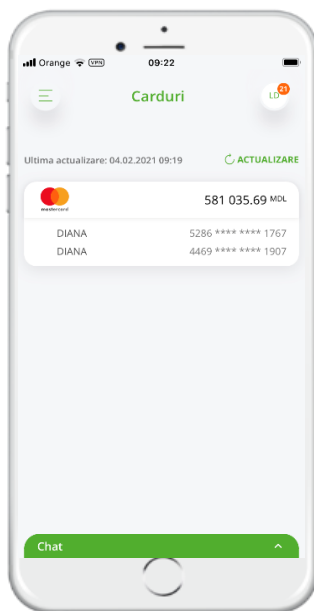 Orange VPN 09:22
Carduri
LD 21
Ultima actualizare: 04.02.2021 09:19 ACTUALIZARE
mastercard 581 035.69 MDL
DIANA 5286 **** **** 1767
DIANA 4469 **** **** 1907
Chat